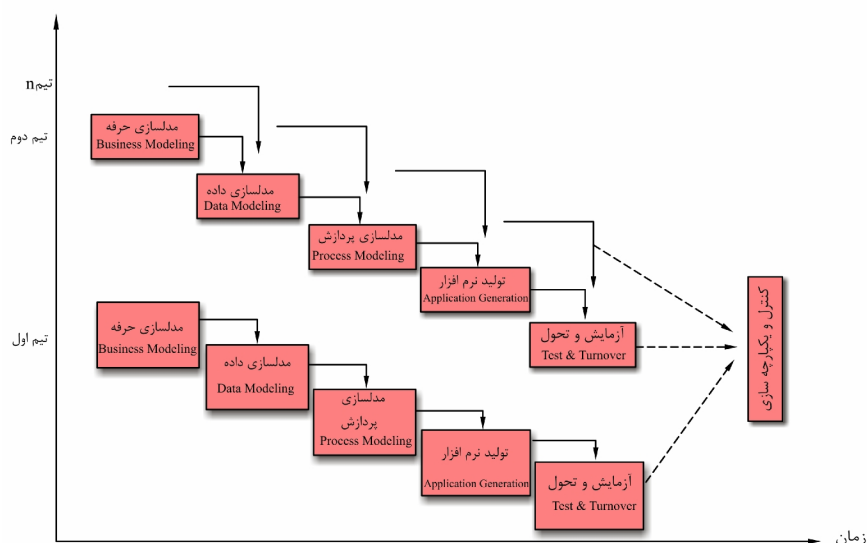 تیم n
تیم دوم
مدلسازی حرفه
Business Modeling
مدلسازی داده
Data Modeling
مدلسازی پردازش
Process Modeling
تولید نرم افزار
Application Generation
آزمایش و تحول
Test & Turnover
تیم اول
مدلسازی حرفه
Business Modeling
مدلسازی داده
Data Modeling
مدلسازی
پردازش
Process Modeling
تولید نرم افزار
Application Generation
آزمایش و تحول
Test & Turnover
کنترل و یکپارچه سازی
زمان